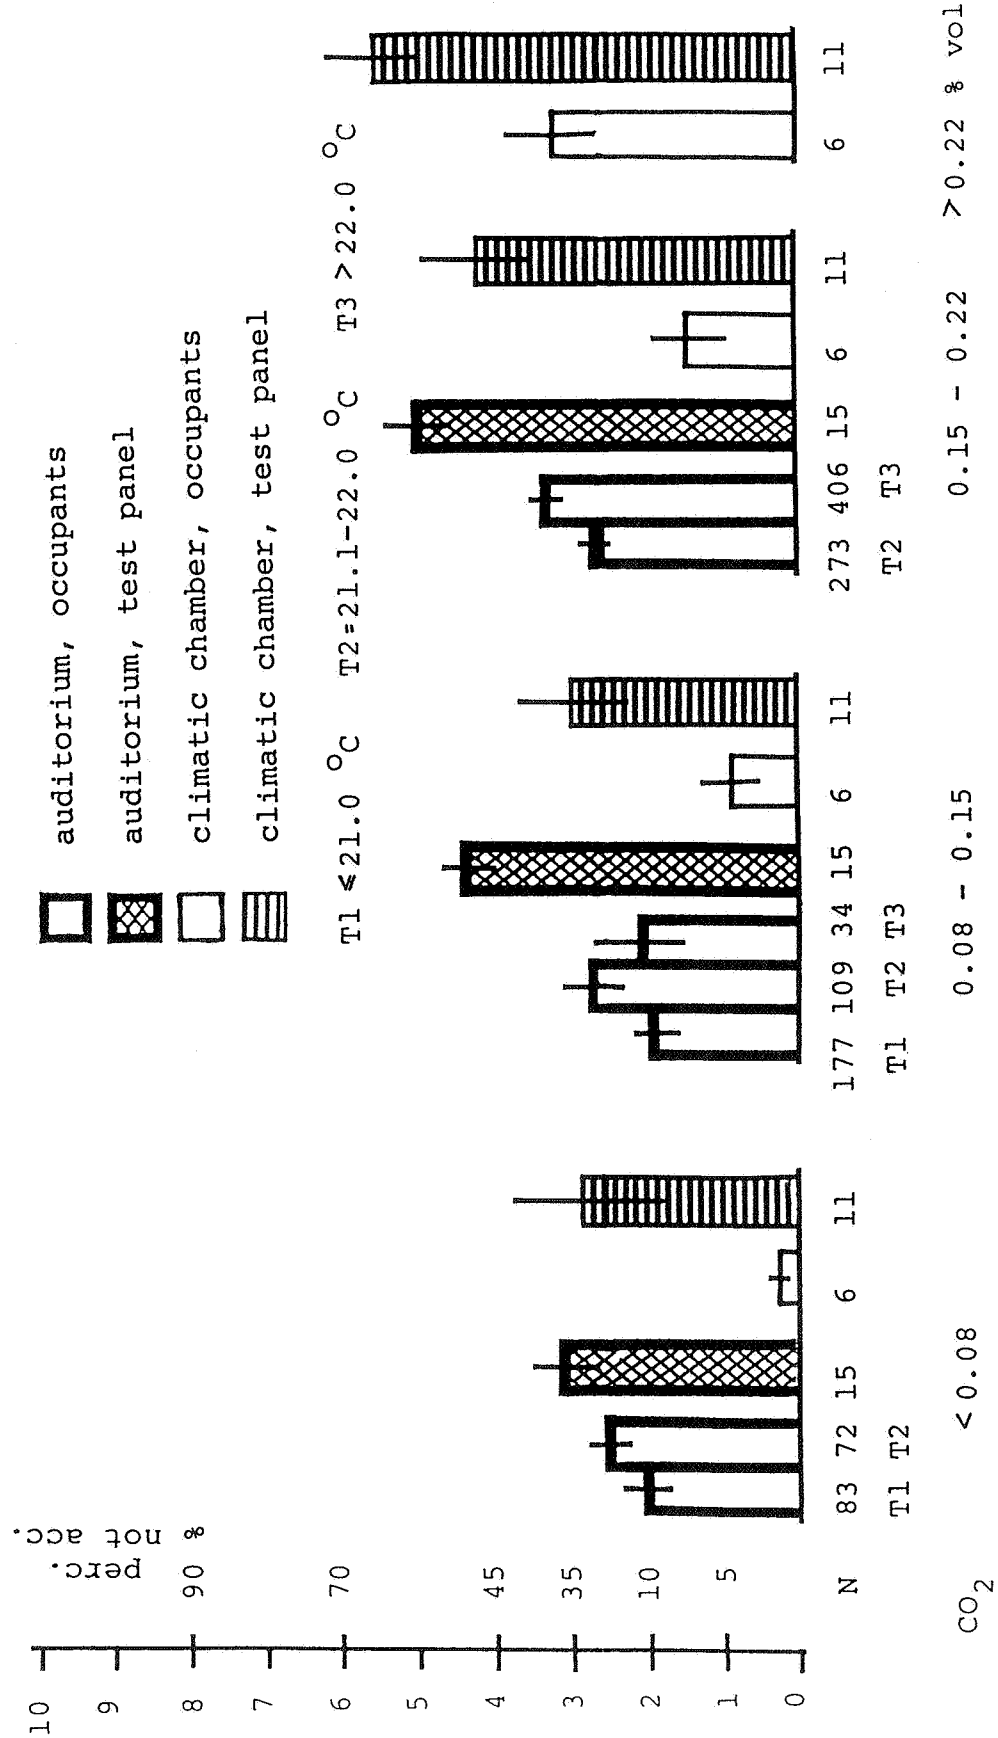 auditorium, occupants
auditorium, test panel
climatic chamber, occupants
climatic chamber, test panel
T1 ≤21.0 °C T2=21.1-22.0 °C T3 >22.0 °C
perc.
% not acc.
10
9
8 90
7
6 70
5
4 45
3 35
2 10
1 5
0
N 83 72 15 6 11 177 109 34 15 6 11 273 406 15 6 11 6 11
T1 T2 T1 T2 T3 T2 T3
CO2 <0.08 0.08 - 0.15 0.15 - 0.22 >0.22 % vol